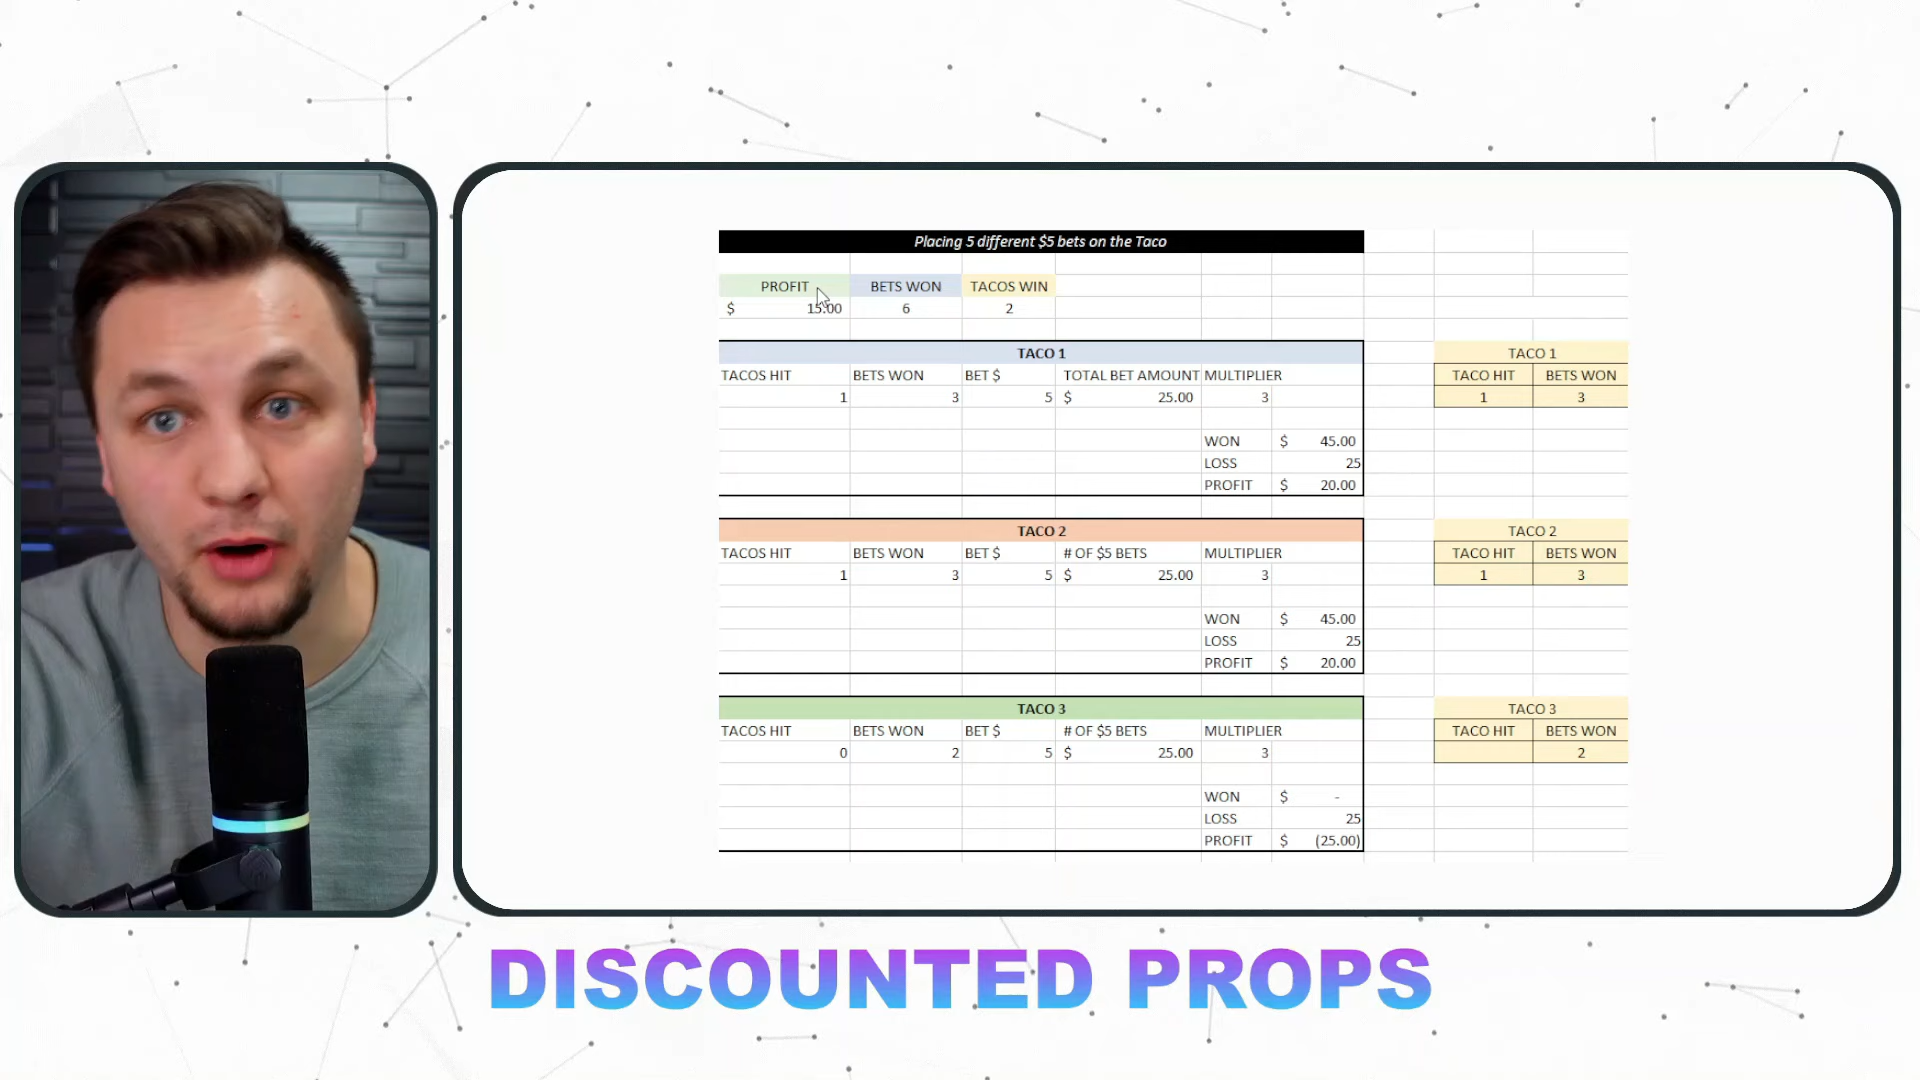 Placing 5 different $5 bets on the Taco
PROFIT BETS WON TACOS WIN
$ 15.00 6 2
TACO 1 TACO 1
TACOS HIT BETS WON BET $ TOTAL BET AMOUNT MULTIPLIER TACO HIT BETS WON
1 3 5 $ 25.00 3 1 3
WON $ 45.00
LOSS 25
PROFIT $ 20.00
TACO 2 TACO 2
TACOS HIT BETS WON BET $ # OF $5 BETS MULTIPLIER TACO HIT BETS WON
1 3 5 $ 25.00 3 1 3
WON $ 45.00
LOSS 25
PROFIT $ 20.00
TACO 3 TACO 3
TACOS HIT BETS WON BET $ # OF $5 BETS MULTIPLIER TACO HIT BETS WON
0 2 5 $ 25.00 3 2
WON $ -
LOSS 25
PROFIT $ (25.00)
DISCOUNTED PROPS